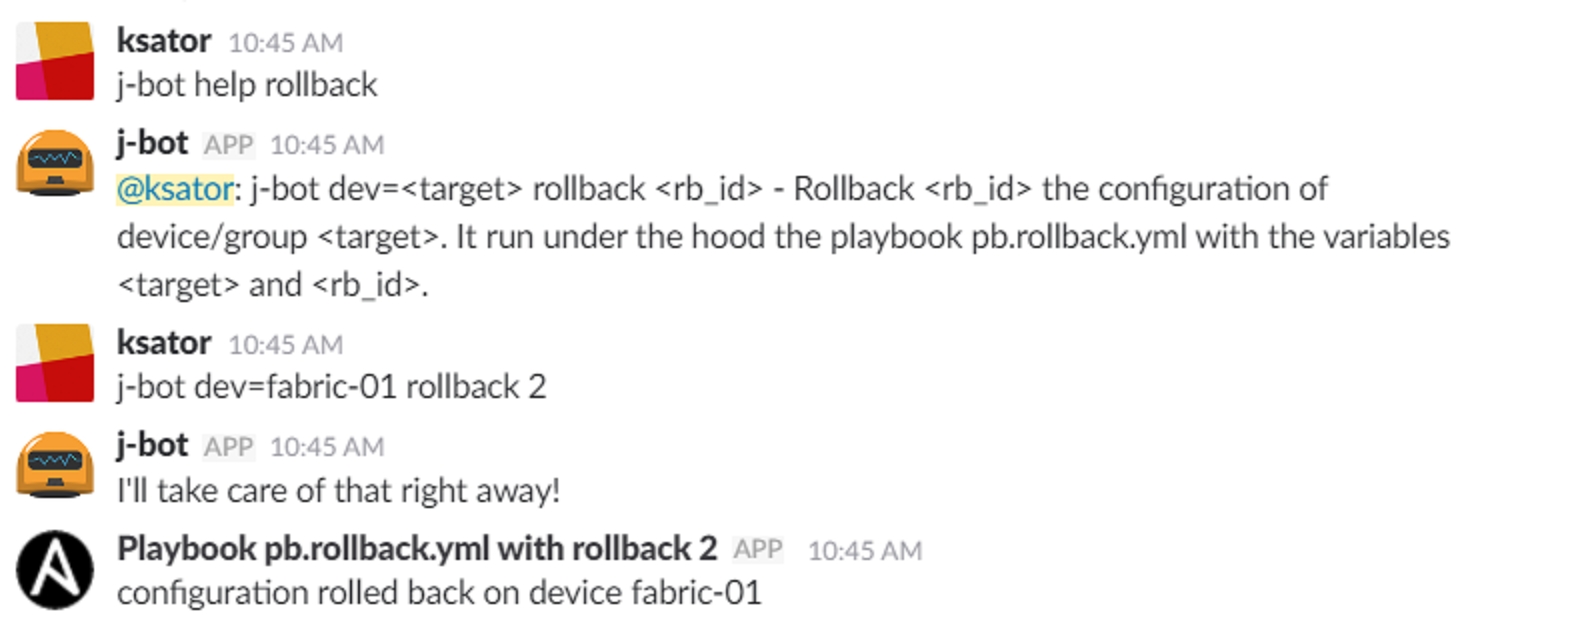 ksator 10:45 AM
j-bot help rollback
j-bot APP 10:45 AM
@ksator: j-bot dev=<target> rollback <rb_id> - Rollback <rb_id> the configuration of
device/group <target>. It run under the hood the playbook pb.rollback.yml with the variables
<target> and <rb_id>.
ksator 10:45 AM
j-bot dev=fabric-01 rollback 2
j-bot APP 10:45 AM
I'll take care of that right away!
Playbook pb.rollback.yml with rollback 2 APP 10:45 AM
configuration rolled back on device fabric-01